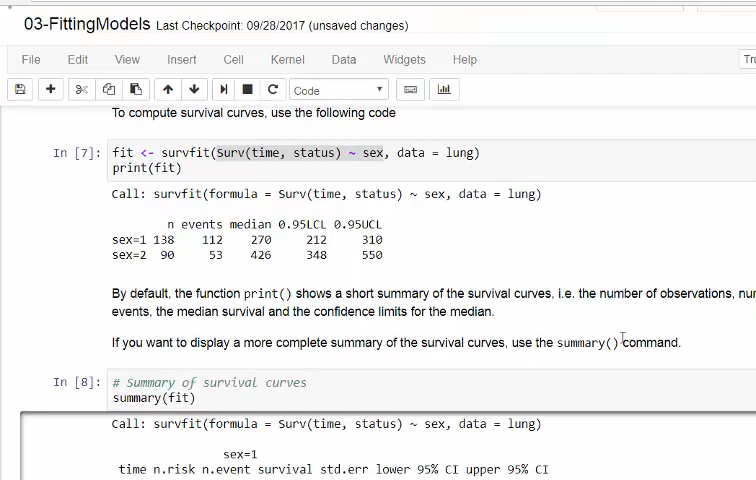 03-FittingModels Last Checkpoint: 09/28/2017 (unsaved changes)
File Edit View Insert Cell Kernel Data Widgets Help
Code
To compute survival curves, use the following code
In [7]: fit <- survfit(Surv(time, status) ~ sex, data = lung)
print(fit)
Call: survfit(formula = Surv(time, status) ~ sex, data = lung)
n events median 0.95LCL 0.95UCL
sex=1 138 112 270 212 310
sex=2 90 53 426 348 550
By default, the function print() shows a short summary of the survival curves, i.e. the number of observations,
events, the median survival and the confidence limits for the median.
If you want to display a more complete summary of the survival curves, use the summary() command.
In [8]: # Summary of survival curves
summary(fit)
Call: survfit(formula = Surv(time, status) ~ sex, data = lung)
sex=1
time n.risk n.event survival std.err lower 95% CI upper 95% CI